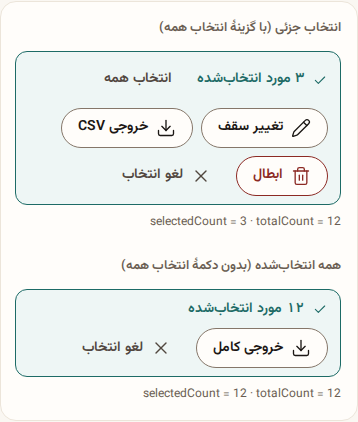 انتخاب جزئی (با گزینهٔ انتخاب همه)
۳ مورد انتخاب‌شده انتخاب همه
تغییر سقف خروجی CSV
ابطال لغو انتخاب
selectedCount = 3 · totalCount = 12
همه انتخاب‌شده (بدون دکمهٔ انتخاب همه)
۱۲ مورد انتخاب‌شده
خروجی کامل لغو انتخاب
selectedCount = 12 · totalCount = 12